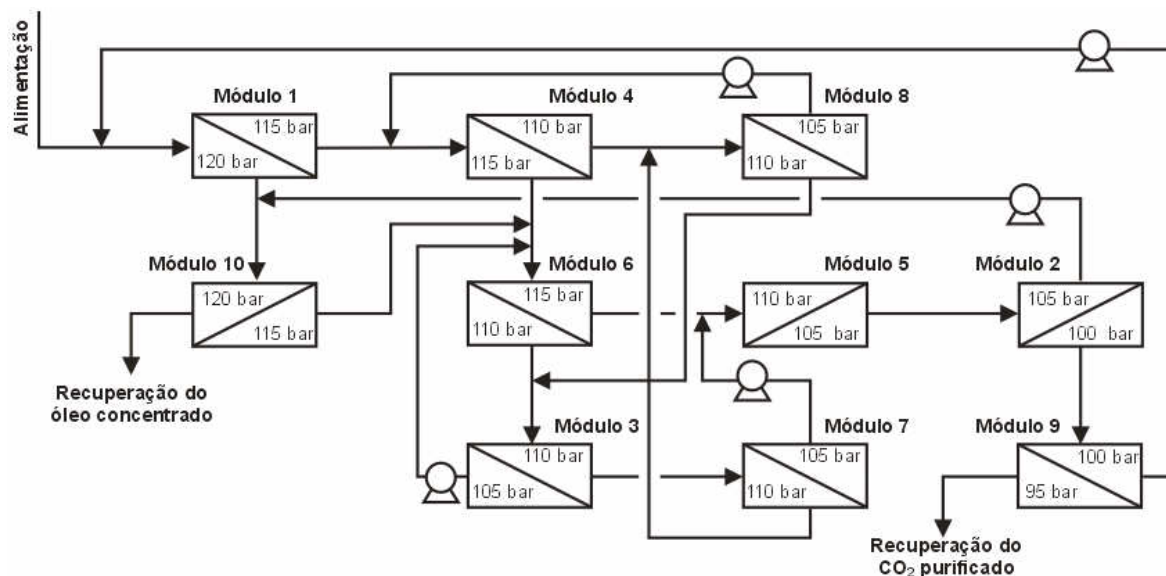 Alimentação
Módulo 1
115 bar
120 bar
Módulo 4
110 bar
115 bar
Módulo 8
105 bar
110 bar
Módulo 10
120 bar
115 bar
Módulo 6
115 bar
110 bar
Módulo 5
110 bar
105 bar
Módulo 2
105 bar
100 bar
Recuperação do
óleo concentrado
Módulo 3
110 bar
105 bar
Módulo 7
105 bar
110 bar
Módulo 9
100 bar
95 bar
Recuperação do
CO₂ purificado